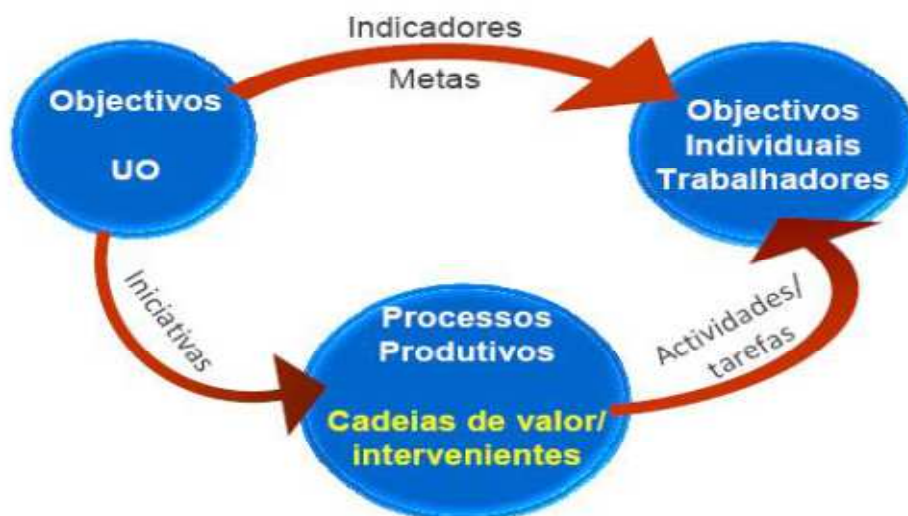 Indicadores
Metas
Objectivos
UO
Objectivos
Individuais
Trabalhadores
Iniciativas
Processos
Produtivos
Cadeias de valor/
intervenientes
Actividades/
tarefas